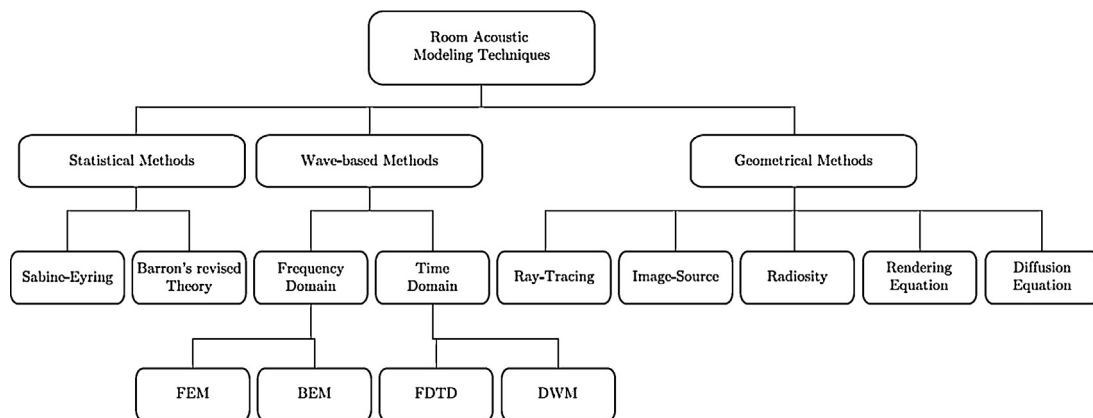 Room Acoustic
Modeling Techniques
Statistical Methods
Wave-based Methods
Geometrical Methods
Sabine-Eyring
Barron's revised
Theory
Frequency
Domain
Time
Domain
Ray-Tracing
Image-Source
Radiosity
Rendering
Equation
Diffusion
Equation
FEM
BEM
FDTD
DWM